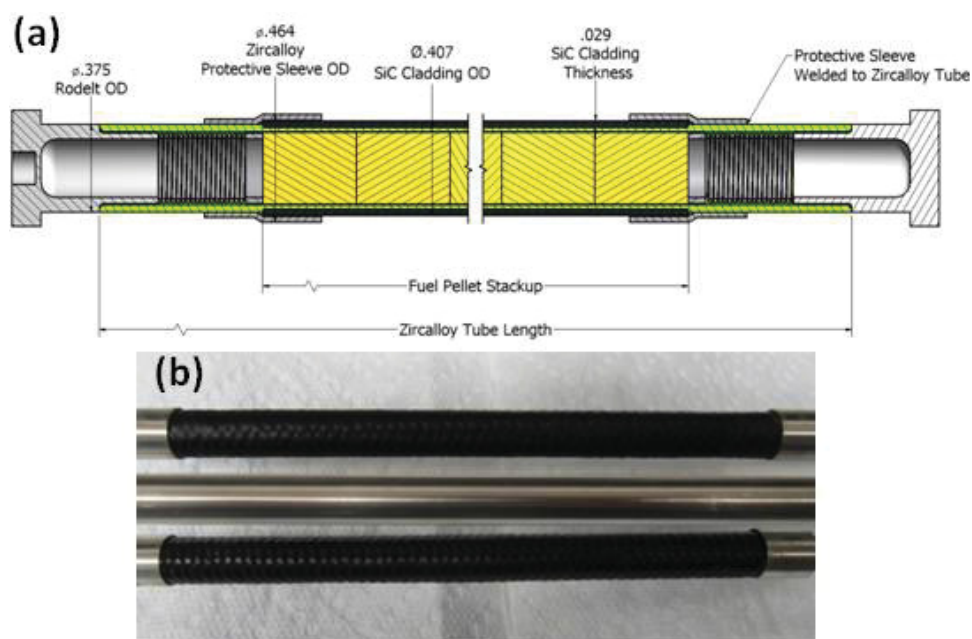 (a)
ø.375
Rodelt OD
ø.464
Zircalloy
Protective Sleeve OD
Ø.407
SiC Cladding OD
.029
SiC Cladding
Thickness
Protective Sleeve
Welded to Zircalloy Tube
Fuel Pellet Stackup
Zircalloy Tube Length
(b)